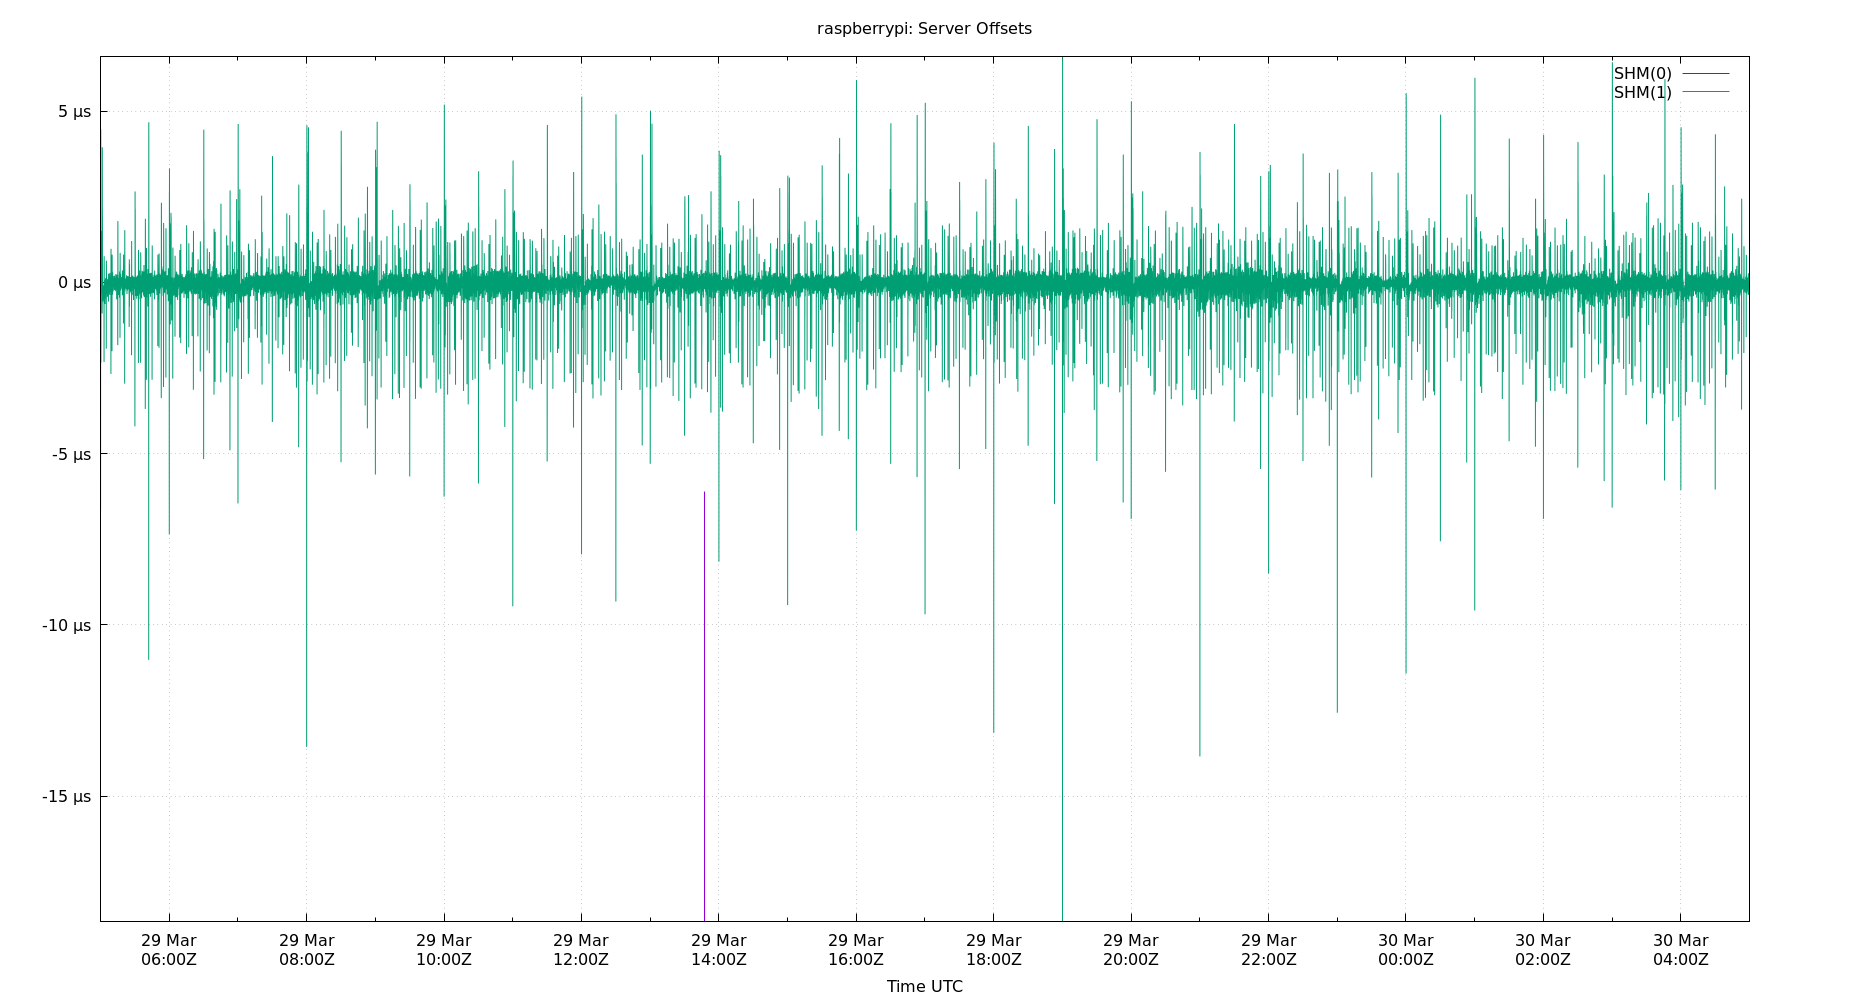 raspberrypi: Server Offsets
SHM(0)
SHM(1)
5 µs
0 µs
-5 µs
-10 µs
-15 µs
29 Mar 29 Mar 29 Mar 29 Mar 29 Mar 29 Mar 29 Mar 29 Mar 29 Mar 30 Mar 30 Mar 30 Mar
06:00Z 08:00Z 10:00Z 12:00Z 14:00Z 16:00Z 18:00Z 20:00Z 22:00Z 00:00Z 02:00Z 04:00Z
Time UTC